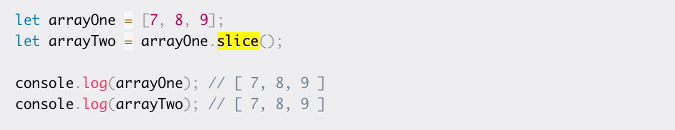 let arrayOne = [7, 8, 9];
let arrayTwo = arrayOne.slice();
console.log(arrayOne); // [ 7, 8, 9 ]
console.log(arrayTwo); // [ 7, 8, 9 ]